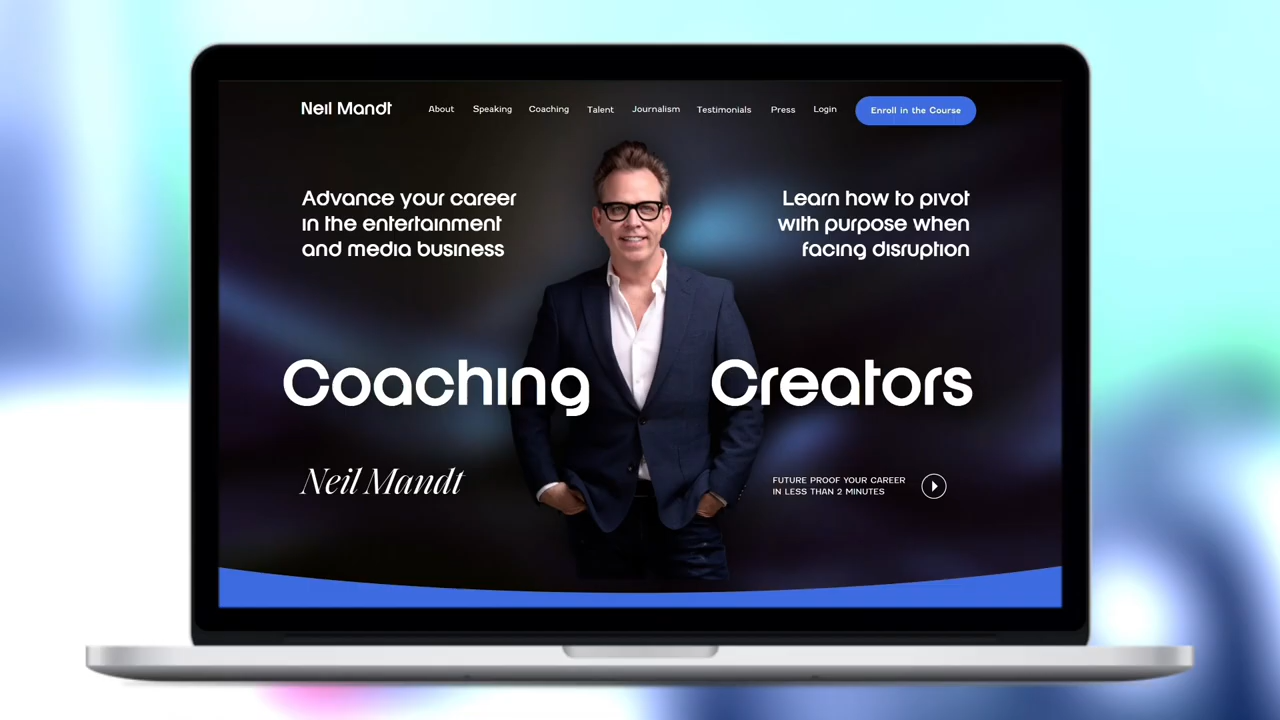 Neil Mandt
About Speaking Coaching Talent Journalism Testimonials Press Login
Enroll in the Course
Advance your career
in the entertainment
and media business
Learn how to pivot
with purpose when
facing disruption
Coaching Creators
Neil Mandt
FUTURE PROOF YOUR CAREER
IN LESS THAN 2 MINUTES